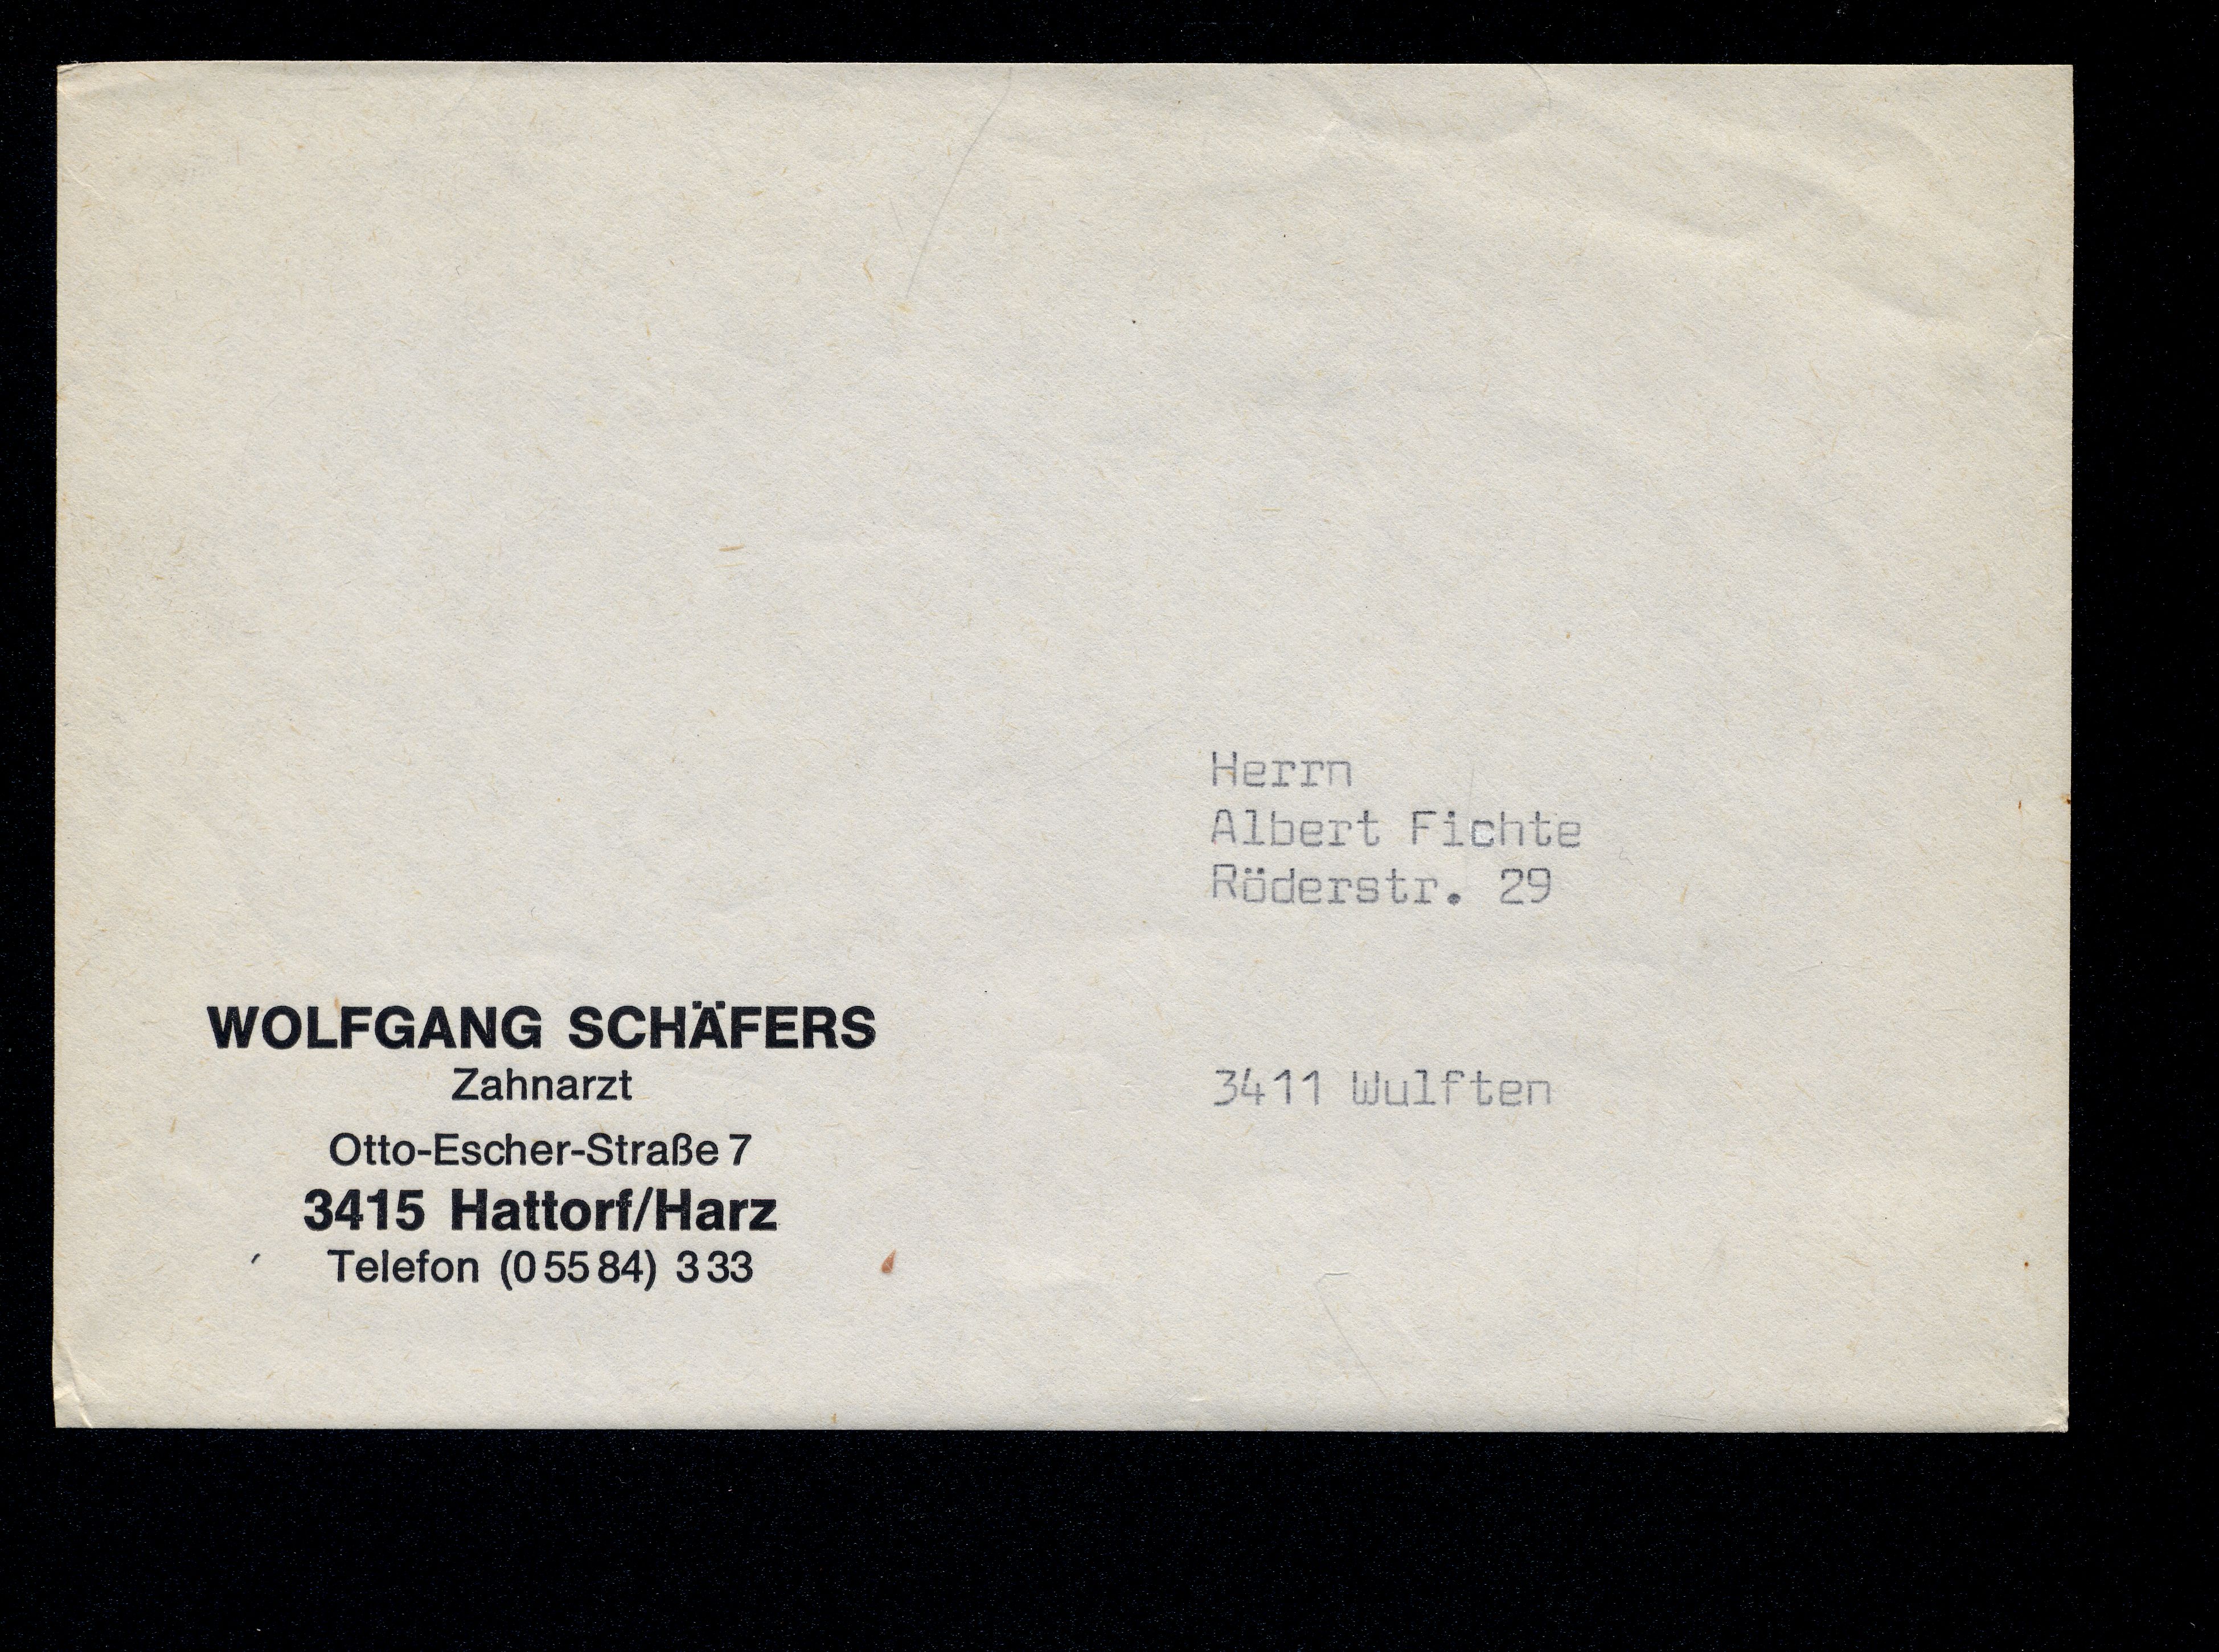 Herrn
Albert Fichte
Röderstr. 29
3411 Wulften
WOLFGANG SCHÄFERS
Zahnarzt
Otto-Escher-Straße 7
3415 Hattorf/Harz
Telefon (0 55 84) 3 33